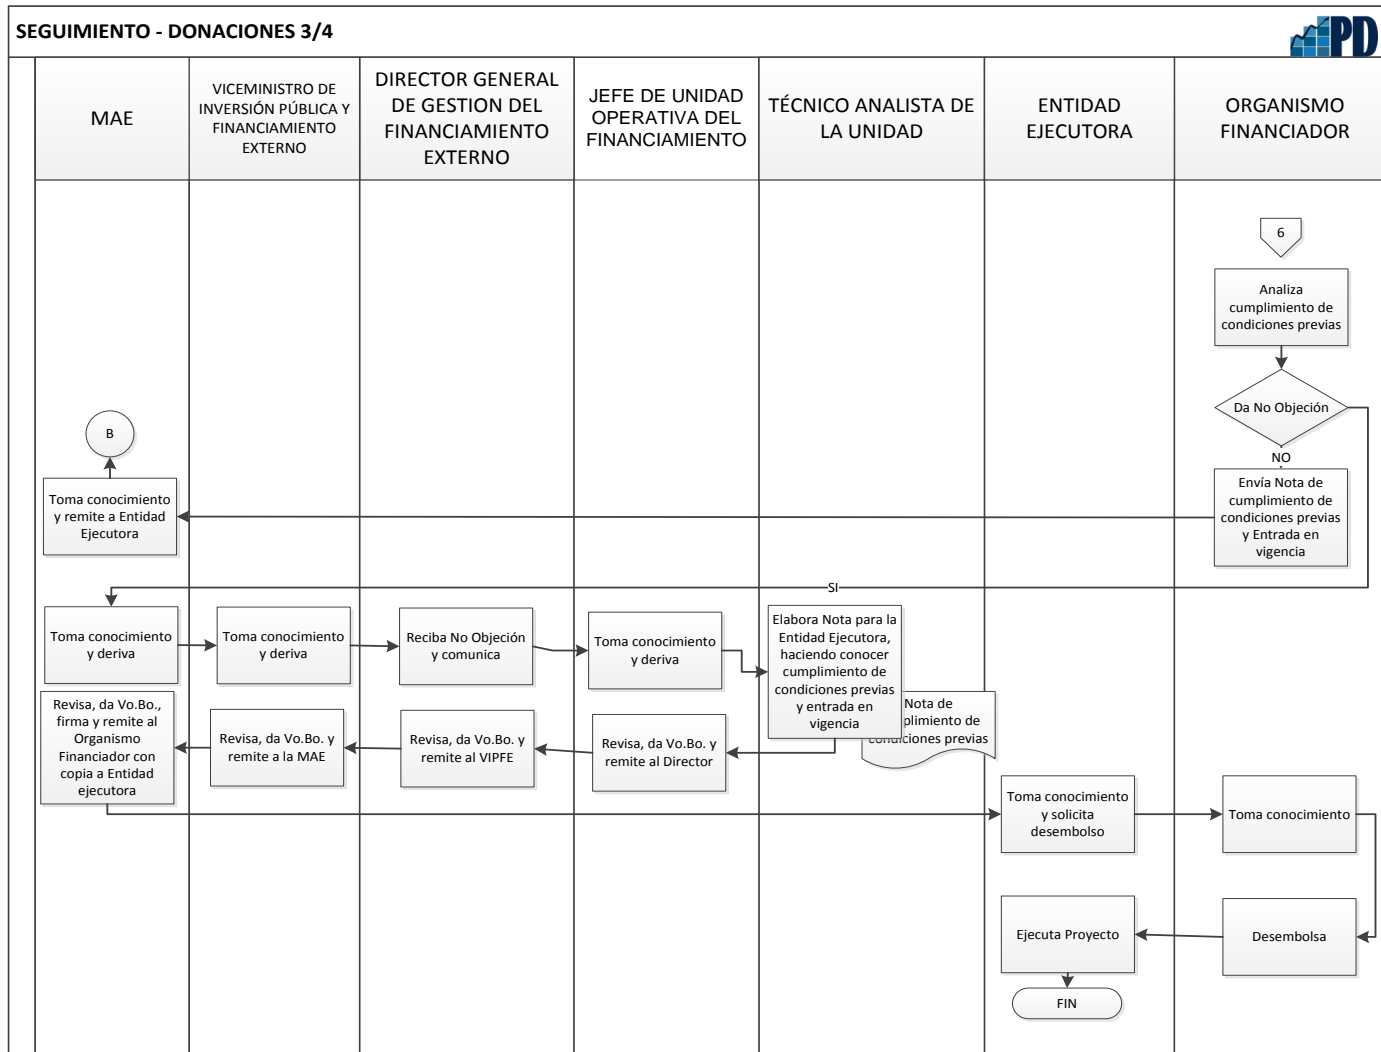 SEGUIMIENTO - DONACIONES 3/4
PD
MAE
VICEMINISTRO DE
INVERSIÓN PÚBLICA Y
FINANCIAMIENTO
EXTERNO
DIRECTOR GENERAL
DE GESTION DEL
FINANCIAMIENTO
EXTERNO
JEFE DE UNIDAD
OPERATIVA DEL
FINANCIAMIENTO
TÉCNICO ANALISTA DE
LA UNIDAD
ENTIDAD
EJECUTORA
ORGANISMO
FINANCIADOR
6
Analiza
cumplimiento de
condiciones previas
Da No Objeción
NO
B
Toma conocimiento
y remite a Entidad
Ejecutora
Envía Nota de
cumplimiento de
condiciones previas
y Entrada en
vigencia
SI
Toma conocimiento
y deriva
Toma conocimiento
y deriva
Reciba No Objeción
y comunica
Toma conocimiento
y deriva
Elabora Nota para la
Entidad Ejecutora,
haciendo conocer
cumplimiento de
condiciones previas
y entrada en
vigencia
Nota de
plimiento de
condiciones previas
Revisa, da Vo.Bo.,
firma y remite al
Organismo
Financiador con
copia a Entidad
ejecutora
Revisa, da Vo.Bo. y
remite a la MAE
Revisa, da Vo.Bo. y
remite al VIPFE
Revisa, da Vo.Bo. y
remite al Director
Toma conocimiento
y solicita
desembolso
Toma conocimiento
Ejecuta Proyecto
Desembolsa
FIN